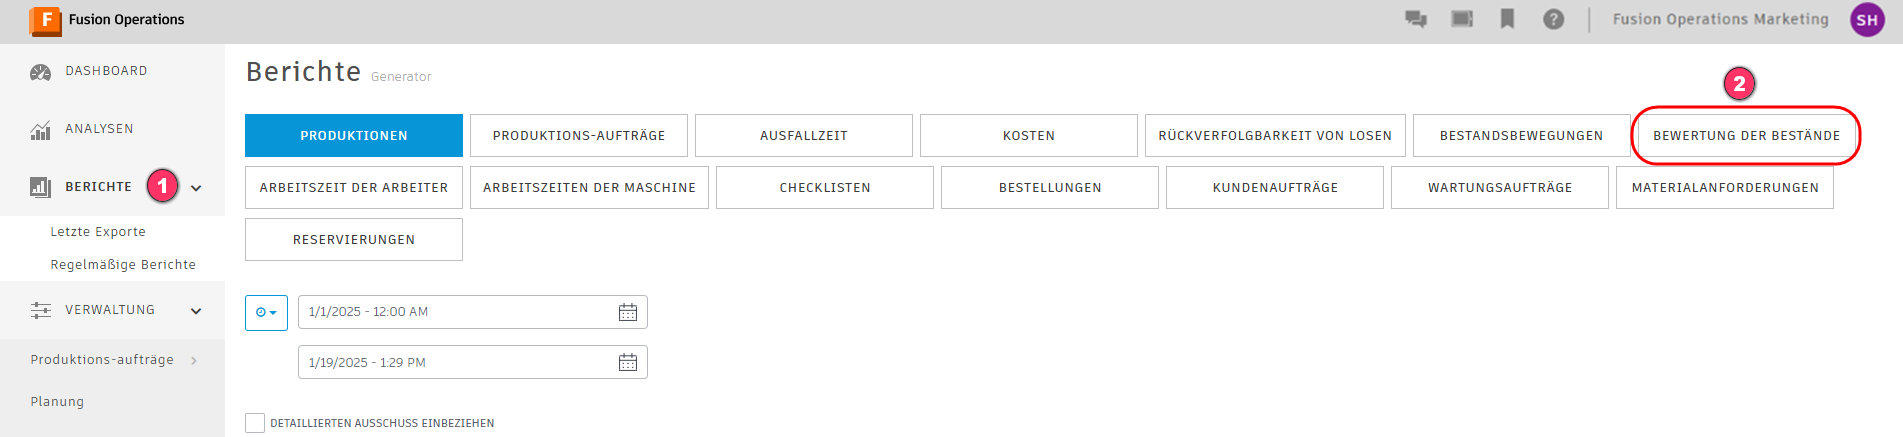 F Fusion Operations
Fusion Operations Marketing SH
DASHBOARD
ANALYSEN
BERICHTE 1
Letzte Exporte
Regelmäßige Berichte
VERWALTUNG
Produktions-aufträge
Planung
Berichte Generator
2
PRODUKTIONEN PRODUKTIONS-AUFTRÄGE AUSFALLZEIT KOSTEN RÜCKVERFOLGBARKEIT VON LOSEN BESTANDSBEWEGUNGEN BEWERTUNG DER BESTÄNDE
ARBEITSZEIT DER ARBEITER ARBEITSZEITEN DER MASCHINE CHECKLISTEN BESTELLUNGEN KUNDENAUFTRÄGE WARTUNGSAUFTRÄGE MATERIALANFORDERUNGEN
RESERVIERUNGEN
1/1/2025 - 12:00 AM
1/19/2025 - 1:29 PM
DETAILLIERTEN AUSSCHUSS EINBEZIEHEN